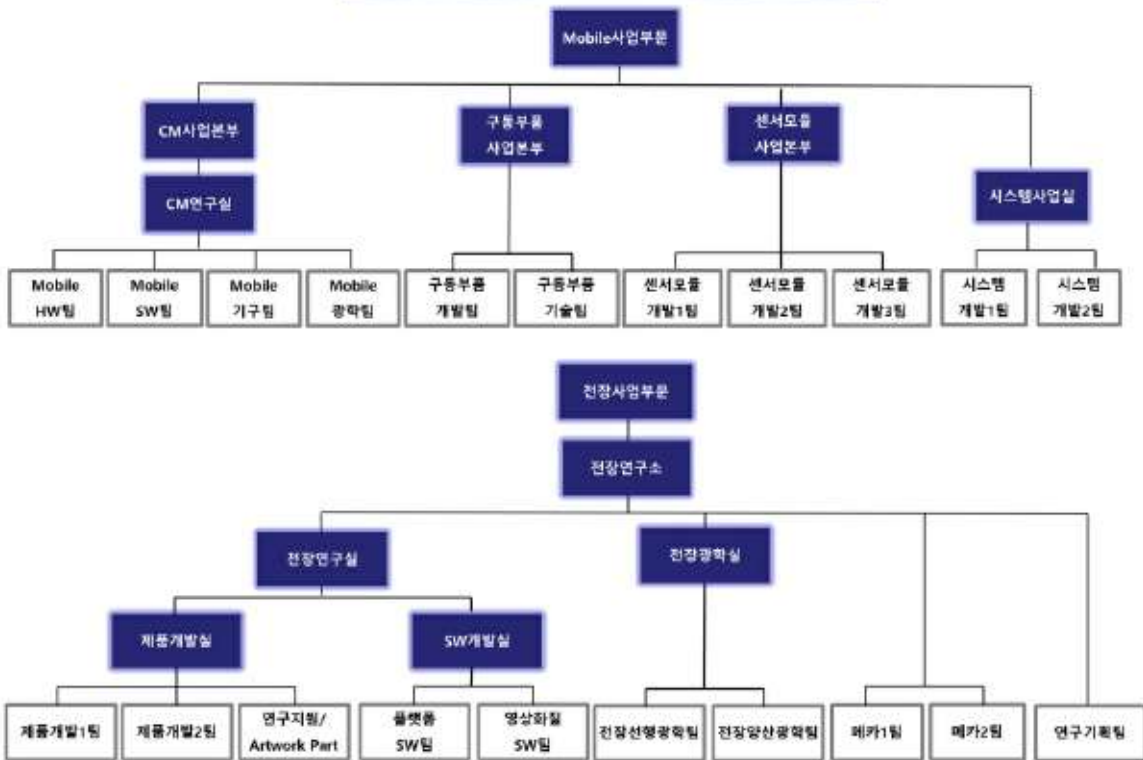 Mobile사업부문
CM사업본부
구동부품
사업본부
센서모듈
사업본부
CM연구실
시스템사업실
Mobile
HW팀
Mobile
SW팀
Mobile
기구팀
Mobile
광학팀
구동부품
개발팀
구동부품
기술팀
센서모듈
개발1팀
센서모듈
개발2팀
센서모듈
개발3팀
시스템
개발1팀
시스템
개발2팀
전장사업부문
전장연구소
전장연구실
전장광학실
제품개발실
SW개발실
제품개발1팀
제품개발2팀
연구지원/
Artwork Part
플랫폼
SW팀
영상화질
SW팀
전장선행광학팀
전장양산광학팀
메카1팀
메카2팀
연구기획팀